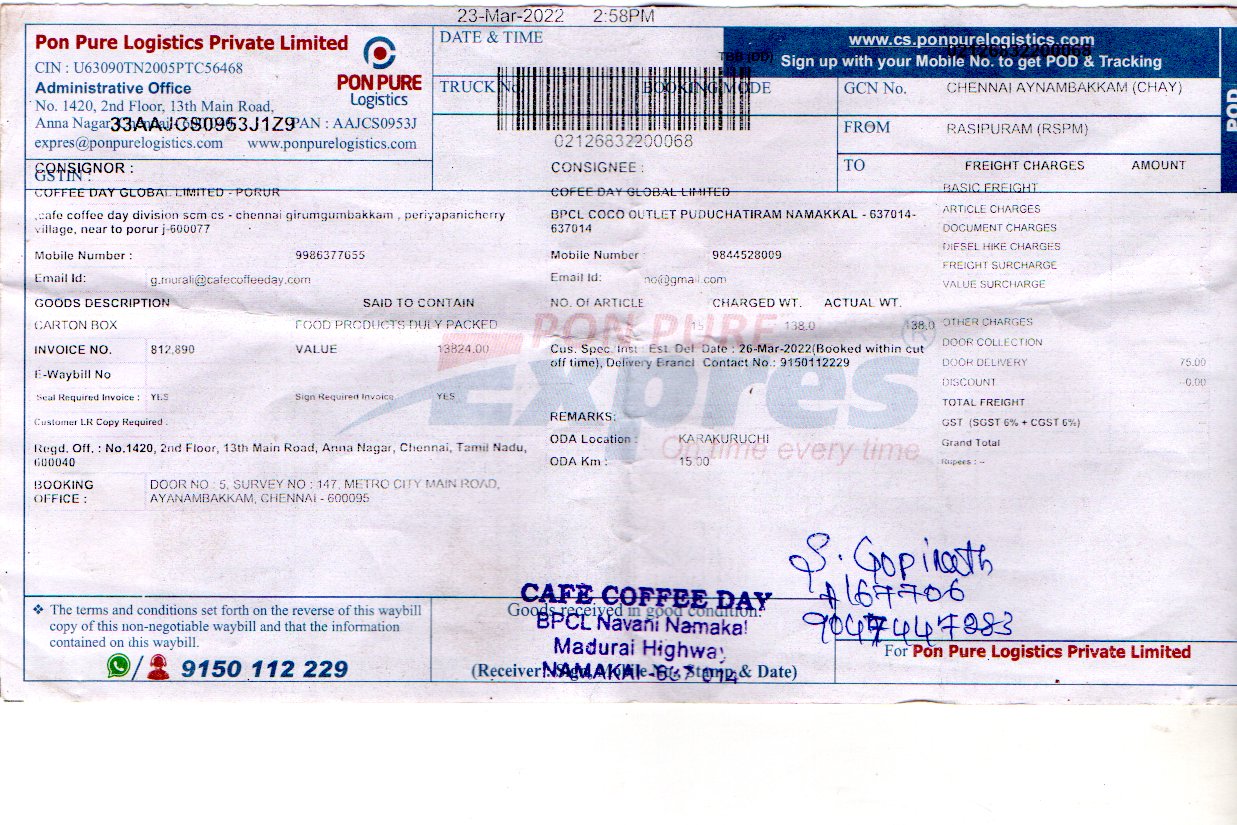 23-Mar-2022 2:58PM
Pon Pure Logistics Private Limited
CIN : U63090TN2005PTC56468
Administrative Office
No. 1420, 2nd Floor, 13th Main Road,
Anna Nagar
33AAJCS0953J1Z9 PAN : AAJCS0953J
expres@ponpurelogistics.com www.ponpurelogistics.com
GSTIN :
PON PURE
Logistics
DATE & TIME
TRUCK No.
BOOKING MODE
TBB (DD)
02126832200068
www.cs.ponpurelogistics.com
02126832200068
Sign up with your Mobile No. to get POD & Tracking
POD
GCN No. CHENNAI AYNAMBAKKAM (CHAY)
FROM RASIPURAM (RSPM)
TO
CONSIGNOR :
COFFEE DAY GLOBAL LIMITED - PORUR
cafe coffee day division scm cs - chennai girumgumbakkam , periyapanicherry
village, near to porur j-600077
Mobile Number : 9986377655
Email Id: g.murali@cafecoffeeday.com
CONSIGNEE :
COFEE DAY GLOBAL LIMITED
BPCL COCO OUTLET PUDUCHATIRAM NAMAKKAL - 637014-
637014
Mobile Number : 9844528009
Email Id: no@gmail.com
FREIGHT CHARGES AMOUNT
BASIC FREIGHT
ARTICLE CHARGES
DOCUMENT CHARGES
DIESEL HIKE CHARGES
FREIGHT SURCHARGE
VALUE SURCHARGE
OTHER CHARGES
DOOR COLLECTION
DOOR DELIVERY 75.00
DISCOUNT -0.00
TOTAL FREIGHT
GST (SGST 6% + CGST 6%)
Grand Total
Rupees : --
GOODS DESCRIPTION SAID TO CONTAIN
CARTON BOX FOOD PRODUCTS DULY PACKED
INVOICE NO. 812,890 VALUE 13824.00
E-Waybill No
Seal Required Invoice : YES Sign Required Invoice YES
Customer LR Copy Required :
Regd. Off. : No.1420, 2nd Floor, 13th Main Road, Anna Nagar, Chennai, Tamil Nadu,
600040
BOOKING OFFICE : DOOR NO : 5, SURVEY NO : 147, METRO CITY MAIN ROAD,
AYANAMBAKKAM, CHENNAI - 600095
NO. OF ARTICLE CHARGED WT. ACTUAL WT.
15 138.0 138.0
Cus. Spec. Inst : Est. Del. Date : 26-Mar-2022(Booked within cut
off time), Delivery Branch Contact No.: 9150112229
REMARKS:
ODA Location : KARAKURUCHI
ODA Km : 15.00
PON PURE
Expres ®
On time every time
S. Gopinath
A167706
9047447283
❖ The terms and conditions set forth on the reverse of this waybill
copy of this non-negotiable waybill and that the information
contained on this waybill.
/ 9150 112 229
Goods received in good condition.
CAFE COFFEE DAY
BPCL Navani Namakal
Madurai Highway
NAMAKAl -637 014
(Receiver Stamp & Date)
For Pon Pure Logistics Private Limited